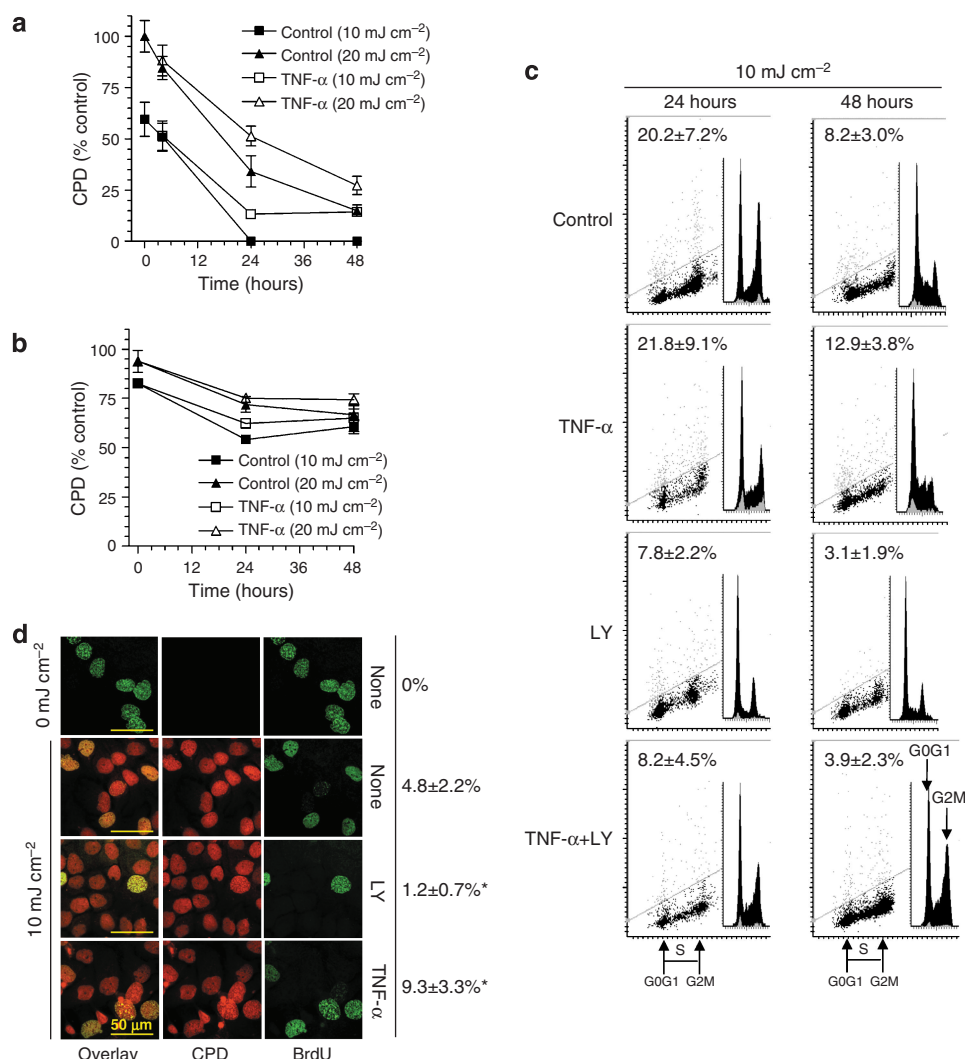 a
CPD (% control)
100
75
50
25
0
0 12 24 36 48
Time (hours)
Control (10 mJ cm⁻²)
Control (20 mJ cm⁻²)
TNF-α (10 mJ cm⁻²)
TNF-α (20 mJ cm⁻²)
b
CPD (% control)
100
75
50
25
0
Control (10 mJ cm⁻²)
Control (20 mJ cm⁻²)
TNF-α (10 mJ cm⁻²)
TNF-α (20 mJ cm⁻²)
0 12 24 36 48
Time (hours)
c
10 mJ cm⁻²
24 hours 48 hours
Control
20.2±7.2% 8.2±3.0%
TNF-α
21.8±9.1% 12.9±3.8%
LY
7.8±2.2% 3.1±1.9%
TNF-α+LY
8.2±4.5% 3.9±2.3%
G0G1
G2M
S S
G0G1 G2M G0G1 G2M
d
0 mJ cm⁻²
None
0%
10 mJ cm⁻²
None
4.8±2.2%
LY
1.2±0.7%*
TNF-α
9.3±3.3%*
50 μm
Overlay CPD BrdU